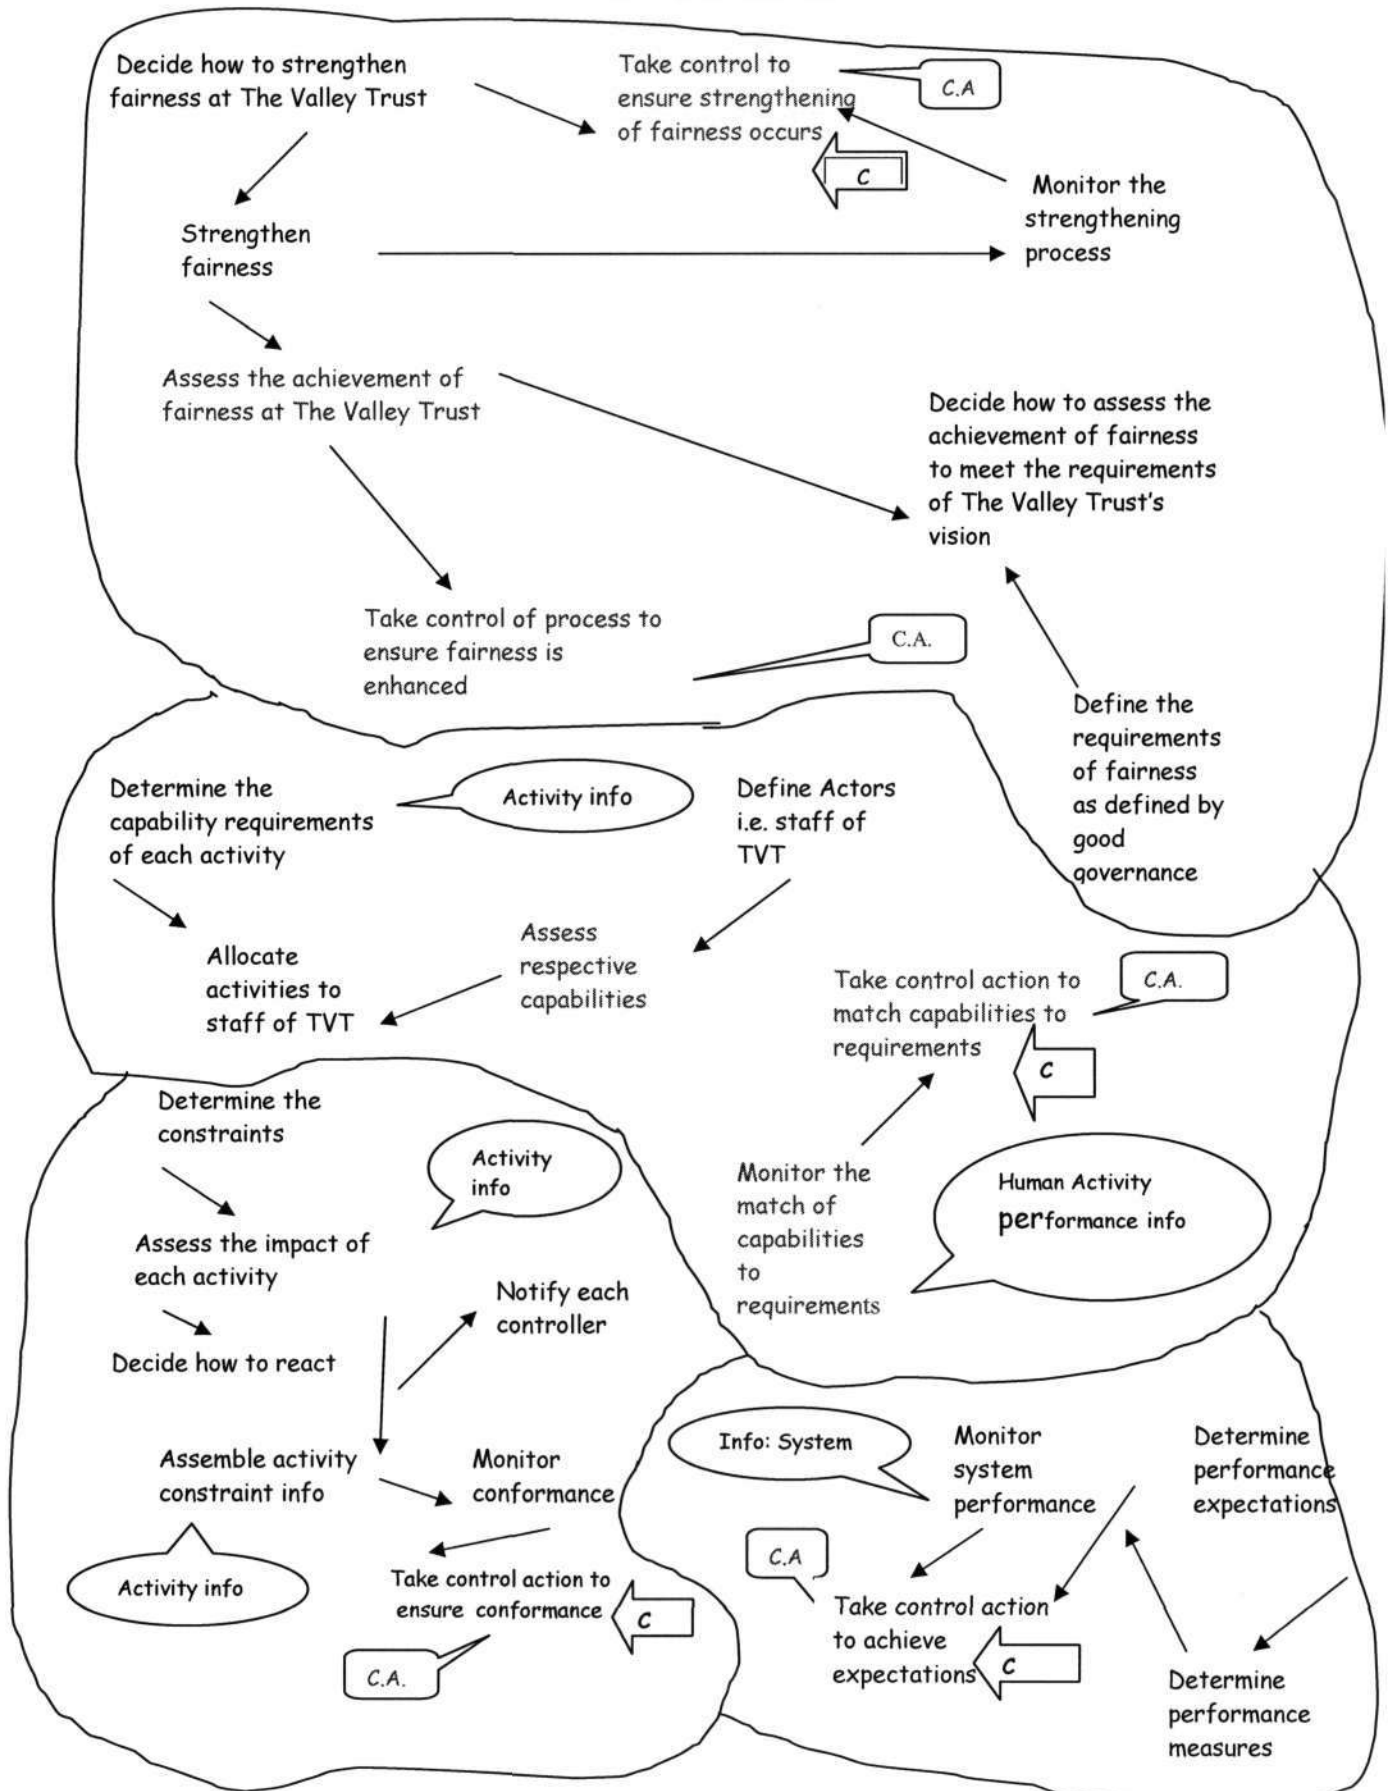 Decide how to strengthen
fairness at The Valley Trust
Take control to
ensure strengthening
of fairness occurs
C.A
C
Monitor the
strengthening
process
Strengthen
fairness
Assess the achievement of
fairness at The Valley Trust
Decide how to assess the
achievement of fairness
to meet the requirements
of The Valley Trust's
vision
Take control of process to
ensure fairness is
enhanced
C.A.
Define the
requirements
of fairness
as defined by
good
governance
Determine the
capability requirements
of each activity
Activity info
Define Actors
i.e. staff of
TVT
Allocate
activities to
staff of TVT
Assess
respective
capabilities
Take control action to
match capabilities to
requirements
C.A.
C
Monitor the
match of
capabilities
to
requirements
Human Activity
performance info
Determine the
constraints
Activity
info
Assess the impact of
each activity
Notify each
controller
Decide how to react
Assemble activity
constraint info
Monitor
conformance
Activity info
Take control action to
ensure conformance
C
C.A.
Info: System
Monitor
system
performance
Determine
performance
expectations
C.A
Take control action
to achieve
expectations
C
Determine
performance
measures